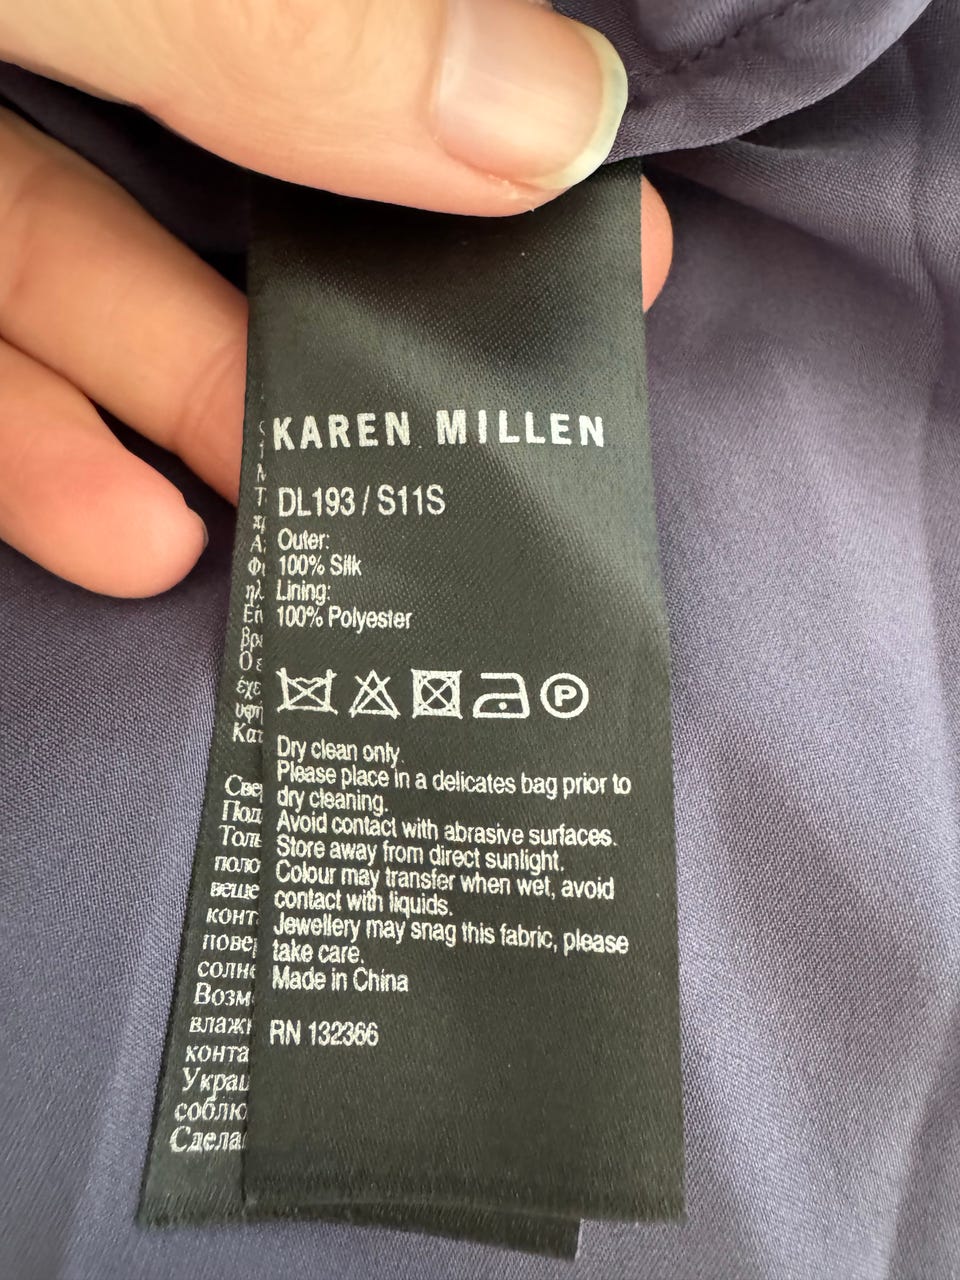 KAREN MILLEN
DL193 / S11S
Outer:
100% Silk
Lining:
100% Polyester
P
Dry clean only.
Please place in a delicates bag prior to
dry cleaning.
Avoid contact with abrasive surfaces.
Store away from direct sunlight.
Colour may transfer when wet, avoid
contact with liquids.
Jewellery may snag this fabric, please
take care.
Made in China
RN 132366